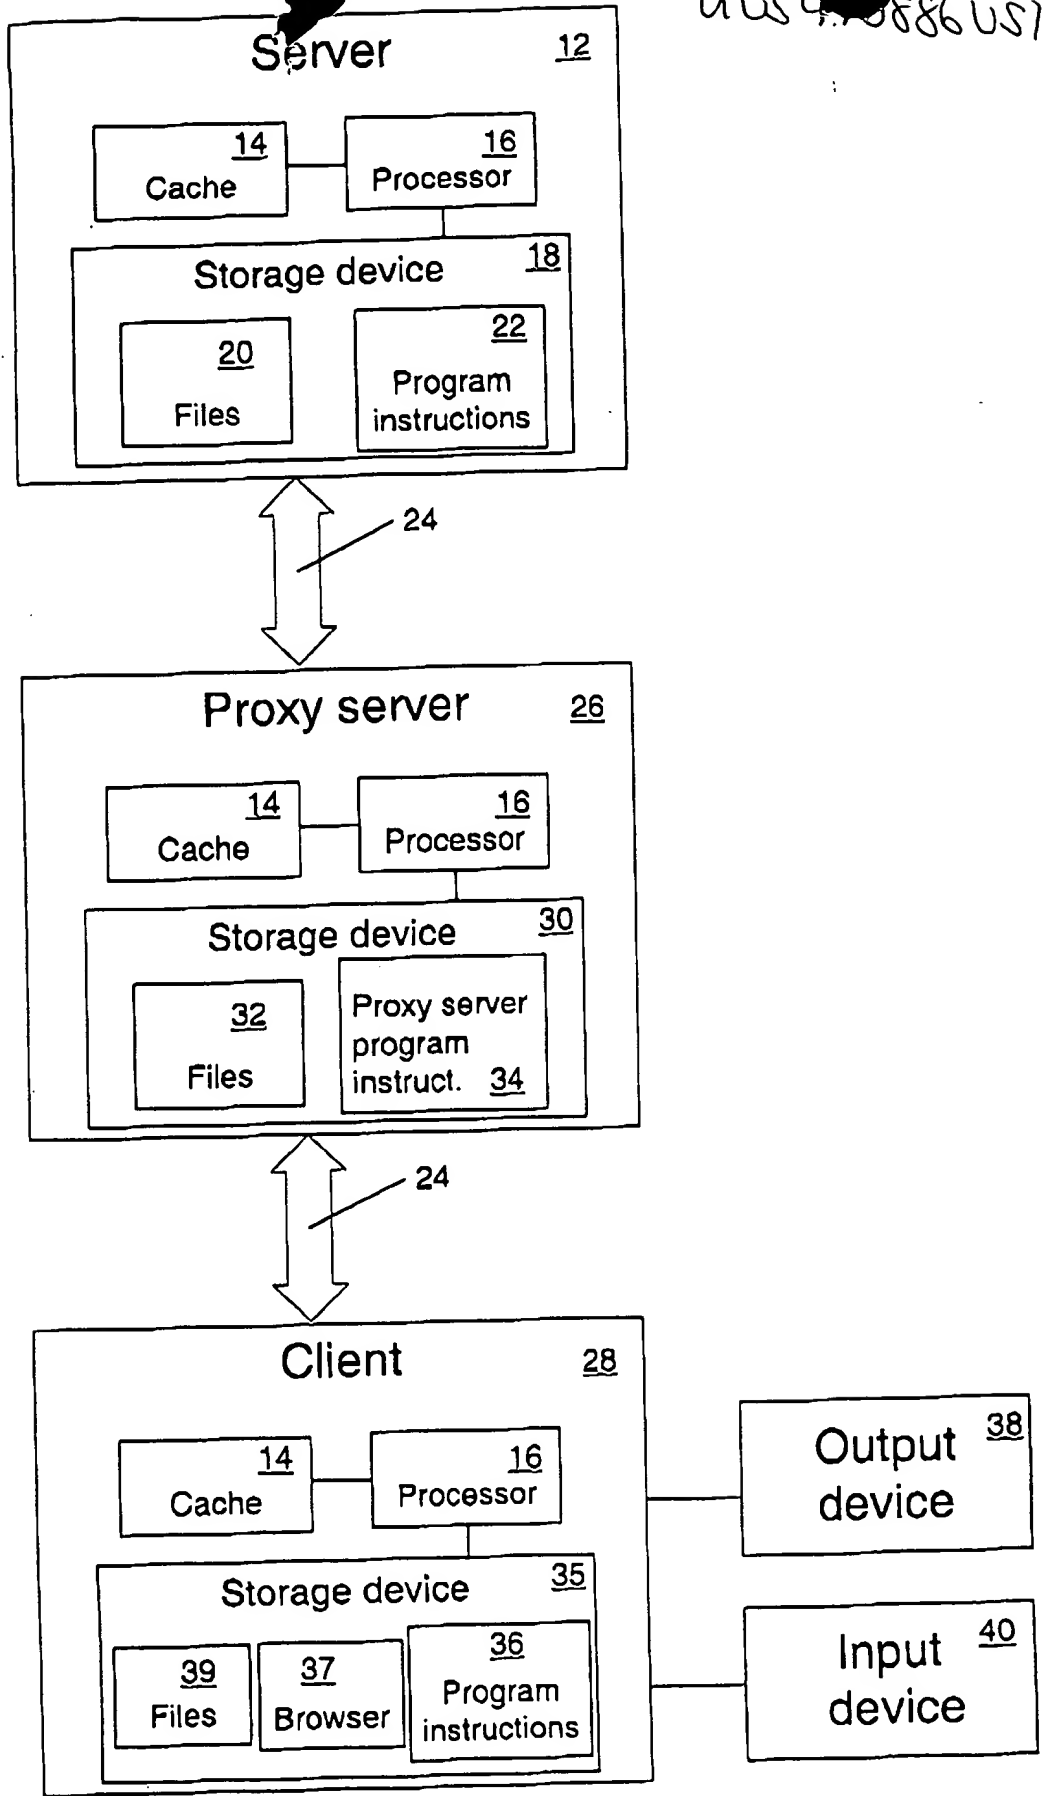 Server 12
14
Cache
16
Processor
Storage device 18
20
Files
22
Program
instructions
24
Proxy server 26
14
Cache
16
Processor
Storage device 30
32
Files
Proxy server
program
instruct. 34
24
Client 28
14
Cache
16
Processor
Storage device 35
39
Files
37
Browser
36
Program
instructions
Output 38
device
Input 40
device